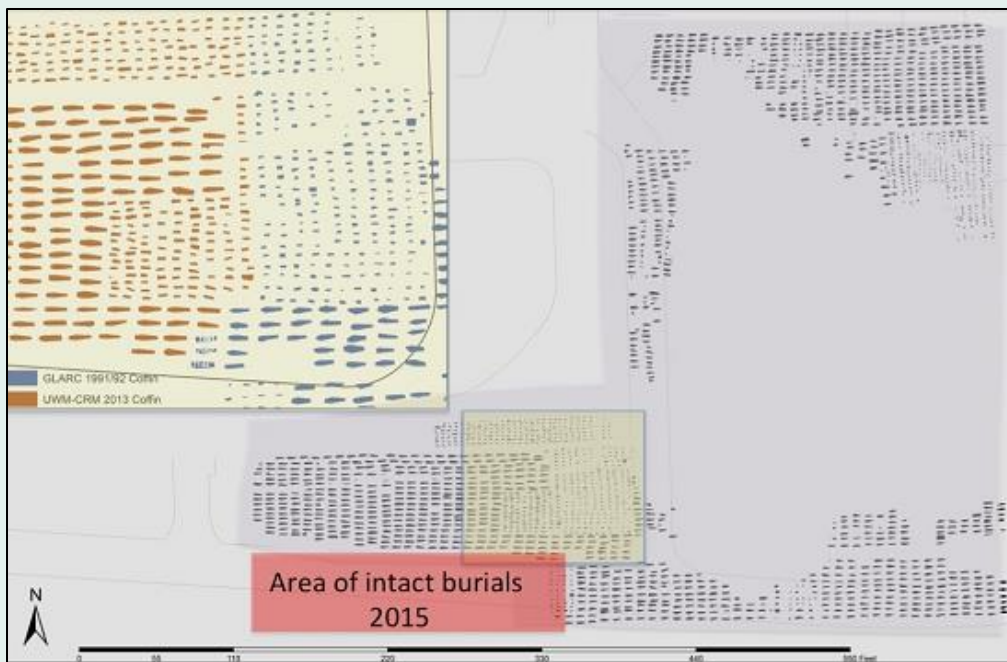 GLARC 1991/92 Coffin
UWM-CRM 2013 Coffin
Area of intact burials
2015
N
0 55 110 220 330 440 550 Feet